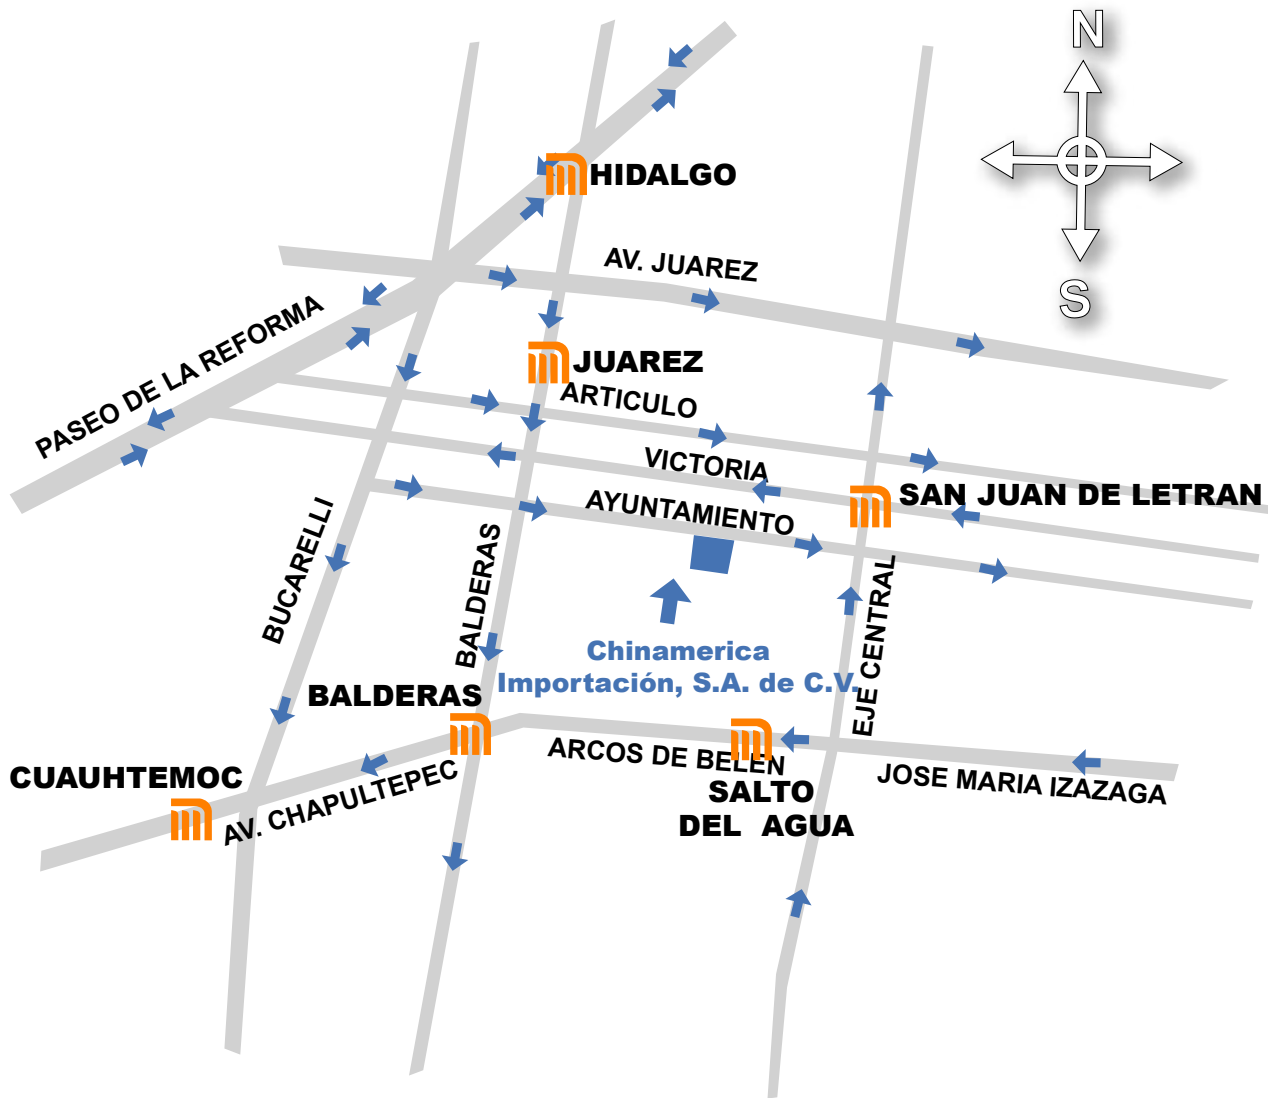 N
HIDALGO
AV. JUAREZ
S
PASEO DE LA REFORMA
JUAREZ
ARTICULO
VICTORIA
SAN JUAN DE LETRAN
AYUNTAMIENTO
BUCARELLI
BALDERAS
EJE CENTRAL
Chinamerica
Importación, S.A. de C.V.
BALDERAS
ARCOS DE BELEN
CUAUHTEMOC
AV. CHAPULTEPEC
JOSE MARIA IZAZAGA
SALTO
DEL AGUA